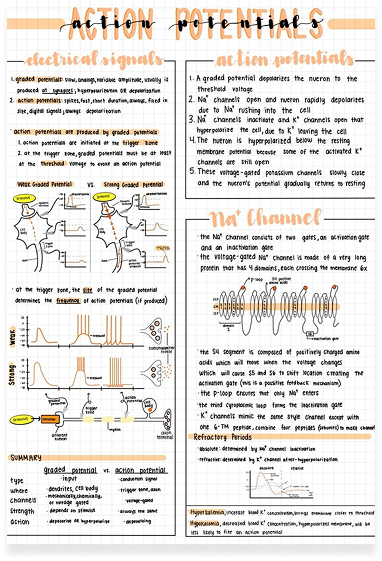 ACTION potentials
electrical signals
1. graded potential: slow, analog, variable amplitude, usually is
produced at synapses, hyperpolarization OR depolarization
2. action potentials: spikes, fast, short duration, always fixed in
size, digital signals, always depolarization
action potentials are produced by graded potentials
1. action potentials are initiated at the trigger zone
2. at the trigger zone, graded potentials must be at least
at the threshold voltage to evoke an action potential
Weak Graded Potential vs. Strong Graded Potential
at the trigger zone, the size of the graded potential
determines the frequency of action potentials (if produced)
Weak
Strong
threshold
trigger zone
myelin
axon terminal
SUMMARY
graded potential vs. action potential
type · input · conduction signal
where · dendrites, cell body · trigger zone, axon
channels · mechanically, chemically, or voltage gated · voltage-gated
Strength · depends on stimulus · always the same
action · depolarize OR hyperpolarize · depolarizing
action potentials
1. A graded potential depolarizes the nueron to the
threshold voltage
2. Na⁺ channels open and nueron rapidly depolarizes
due to Na⁺ rushing into the cell
3. Na⁺ channels inactivate and K⁺ channels open that
hyperpolarize the cell, due to K⁺ leaving the cell
4. The nueron is hyperpolarized below the resting
membrane potential because some of the activated K⁺
channels are still open
5. These voltage-gated potassium channels slowly close
and the nueron's potential gradually returns to resting
Na⁺ Channel
· the Na⁺ channel consists of two gates, an activation gate
and an inactivation gate
· the voltage-gated Na⁺ channel is made of a very long
protein that has 4 domains, each crossing the membrane 6x
p-loop
inactivation gate
· the S4 segment is composed of positively charged amino
acids which will move when the voltage changes
which will cause S5 and S6 to shift location creating the
activation gate (this is a positive feedback mechanism)
· the p-loop ensures that only Na⁺ enters
· the third cytoplasmic loop forms the inactivation gate
· K⁺ channels mimic the same style channel except with
one 6-TM peptide, combine four peptides (subunits) to make channel
Refractory Periods
· absolute: determined by Na⁺ channel inactivation
· refractive: determined by K⁺ channel after-hyperpolarization
absolute
relative
Hyperkalemia, increase blood K⁺ concentration, brings membrane closer to threshold
Hypokalemia, decreased blood K⁺ concentration, hyperpolarized membrane, will be
less likely to fire an action potential